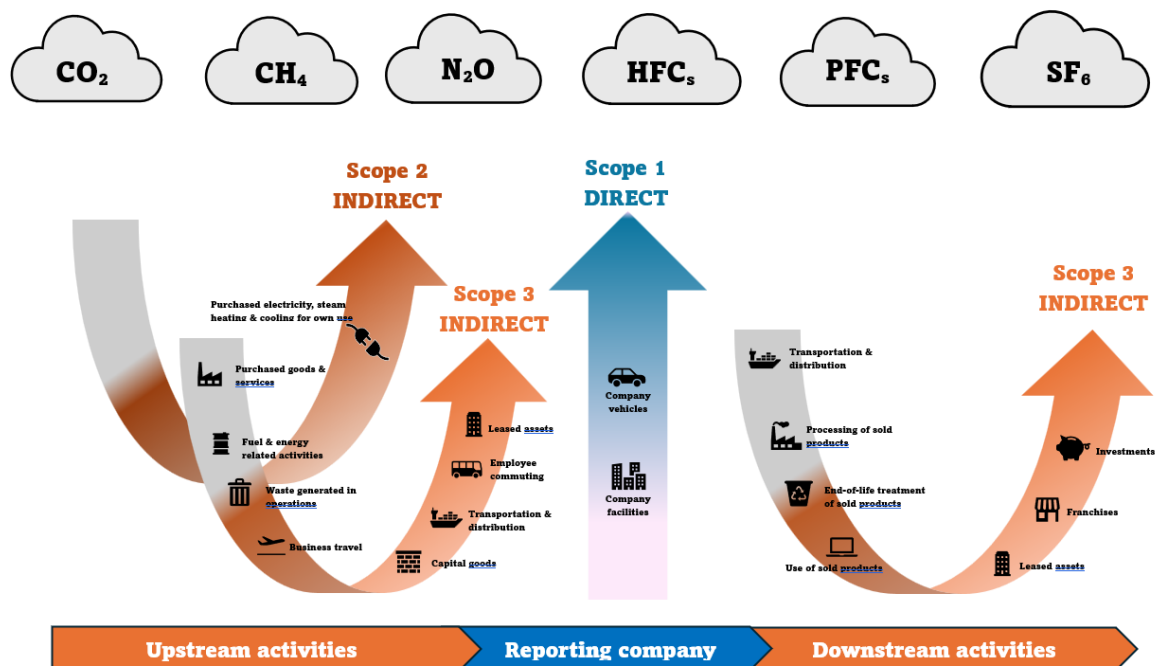 CO₂
CH₄
N₂O
HFCₛ
PFCₛ
SF₆
Scope 2
INDIRECT
Scope 1
DIRECT
Scope 3
INDIRECT
Scope 3
INDIRECT
Purchased electricity, steam
heating & cooling for own use
Purchased goods &
services
Fuel & energy
related activities
Waste generated in
operations
Business travel
Leased assets
Employee
commuting
Transportation &
distribution
Capital goods
Company
vehicles
Company
facilities
Transportation &
distribution
Processing of sold
products
End-of-life treatment
of sold products
Use of sold products
Investments
Franchises
Leased assets
Upstream activities
Reporting company
Downstream activities